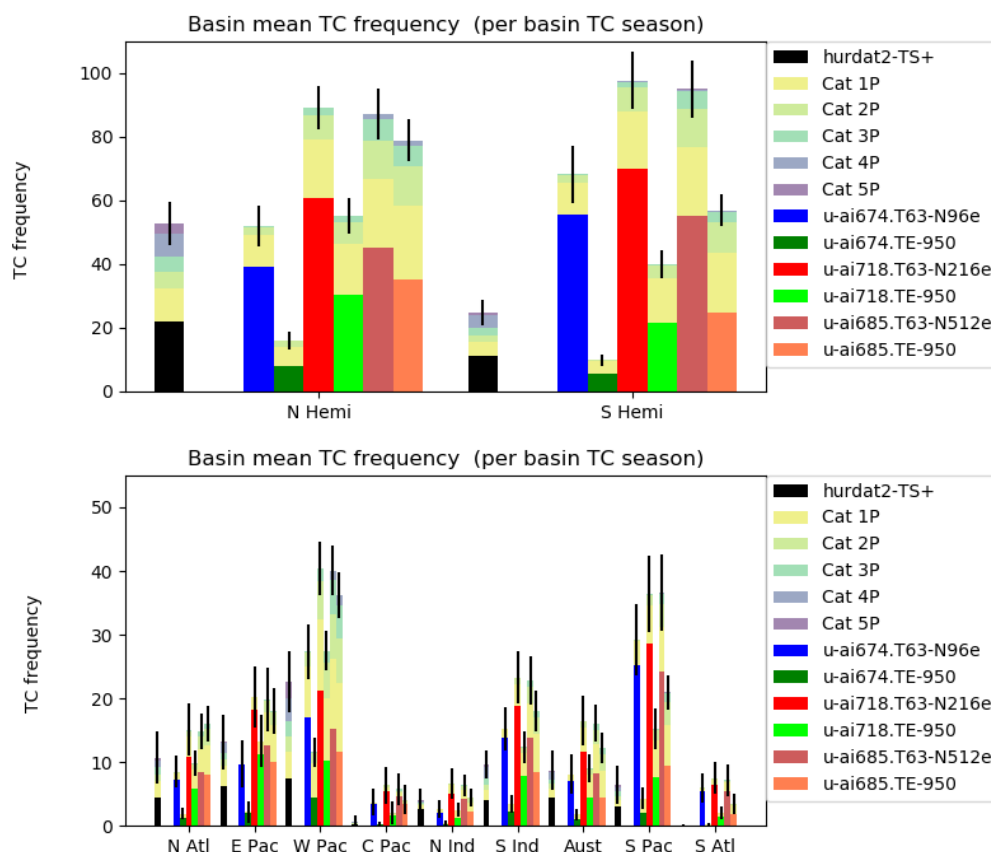 Basin mean TC frequency (per basin TC season)
TC frequency
100
80
60
40
20
0
N Hemi
S Hemi
hurdat2-TS+
Cat 1P
Cat 2P
Cat 3P
Cat 4P
Cat 5P
u-ai674.T63-N96e
u-ai674.TE-950
u-ai718.T63-N216e
u-ai718.TE-950
u-ai685.T63-N512e
u-ai685.TE-950
Basin mean TC frequency (per basin TC season)
TC frequency
50
40
30
20
10
0
N Atl
E Pac
W Pac
C Pac
N Ind
S Ind
Aust
S Pac
S Atl
hurdat2-TS+
Cat 1P
Cat 2P
Cat 3P
Cat 4P
Cat 5P
u-ai674.T63-N96e
u-ai674.TE-950
u-ai718.T63-N216e
u-ai718.TE-950
u-ai685.T63-N512e
u-ai685.TE-950